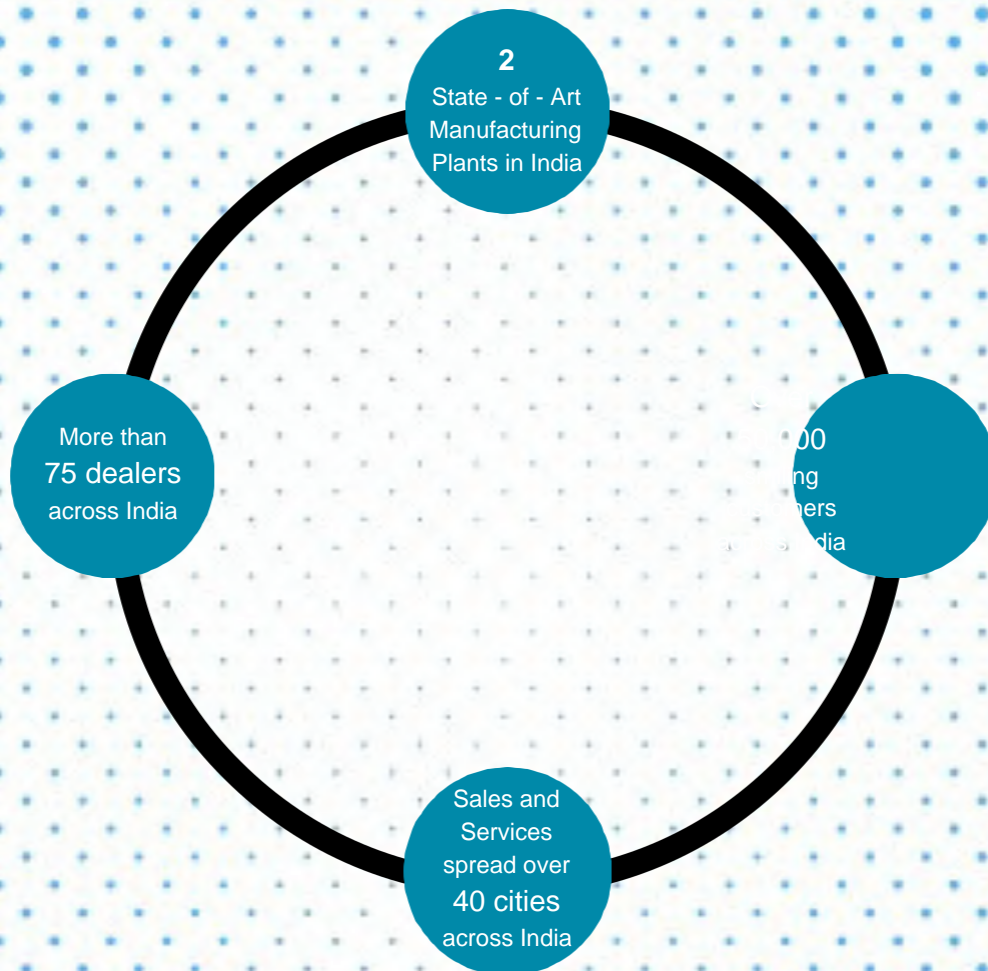 2
State - of - Art
Manufacturing
Plants in India
More than
75 dealers
across India
Sales and
Services
spread over
40 cities
across India